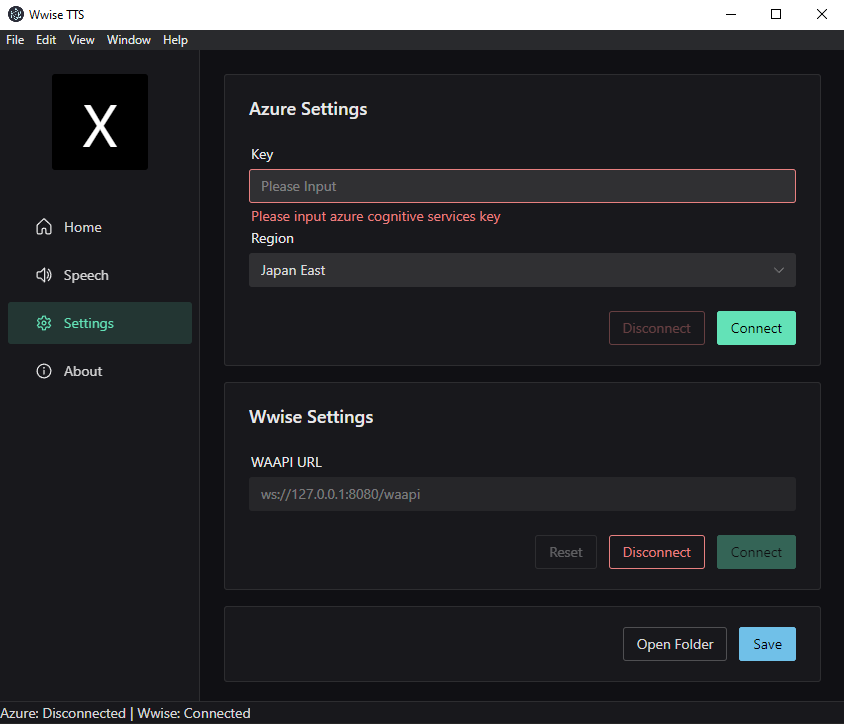 Wwise TTS
File Edit View Window Help
X
Home
Speech
Settings
About
Azure Settings
Key
Please Input
Please input azure cognitive services key
Region
Japan East
Disconnect Connect
Wwise Settings
WAAPI URL
ws://127.0.0.1:8080/waapi
Reset Disconnect Connect
Open Folder Save
Azure: Disconnected | Wwise: Connected